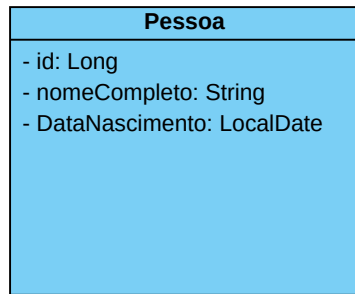 Pessoa
- id: Long
- nomeCompleto: String
- DataNascimento: LocalDate